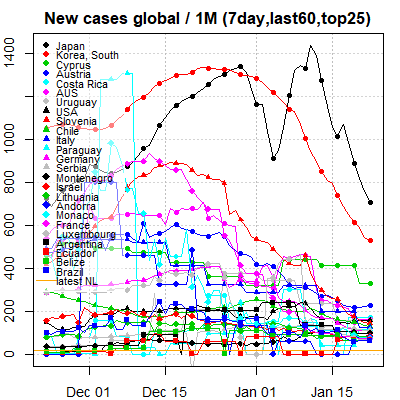 New cases global / 1M (7day,last60,top25)
Japan
Korea, South
Cyprus
Austria
Costa Rica
AUS
Uruguay
USA
Slovenia
Chile
Italy
Paraguay
Germany
Serbia
Montenegro
Israel
Lithuania
Andorra
Monaco
France
Luxembourg
Argentina
Ecuador
Belize
Brazil
latest NL
0
200
400
600
800
1000
1400
Dec 01
Dec 15
Jan 01
Jan 15